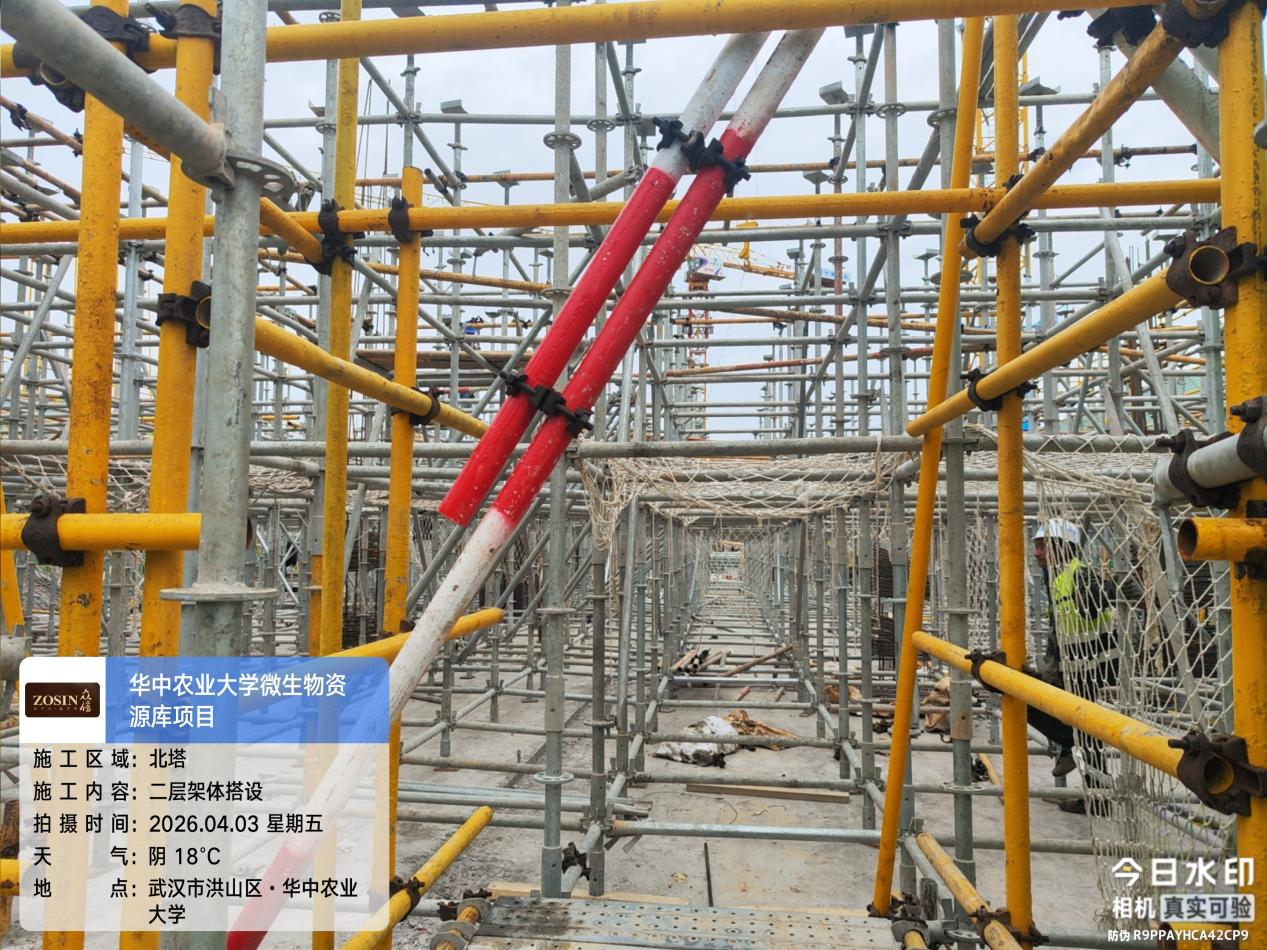 ZOSIN 众信
华中农业大学微生物资
源库项目
施工区域：北塔
施工内容：二层架体搭设
拍摄时间：2026.04.03 星期五
天气：阴 18°C
地点：武汉市洪山区·华中农业
大学
今日水印
相机 真实可验
防伪 R9PPAYHCA42CP9